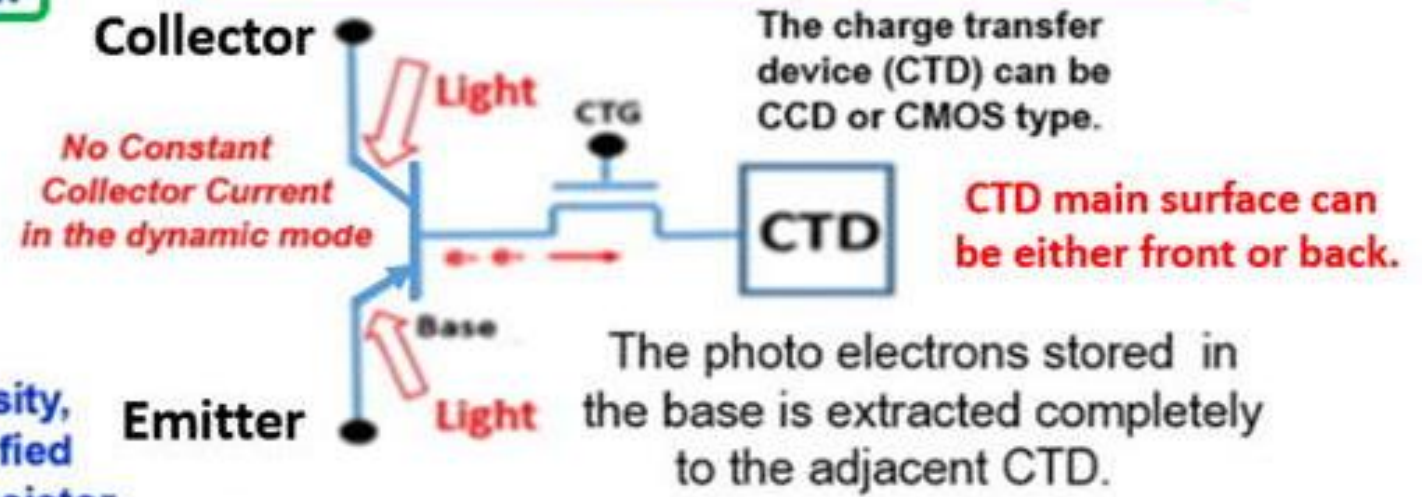 Collector
Light
CTG
The charge transfer
device (CTD) can be
CCD or CMOS type.
No Constant
Collector Current
in the dynamic mode
CTD
CTD main surface can
be either front or back.
Base
Emitter
Light
The photo electrons stored in
the base is extracted completely
to the adjacent CTD.
sity,
fied